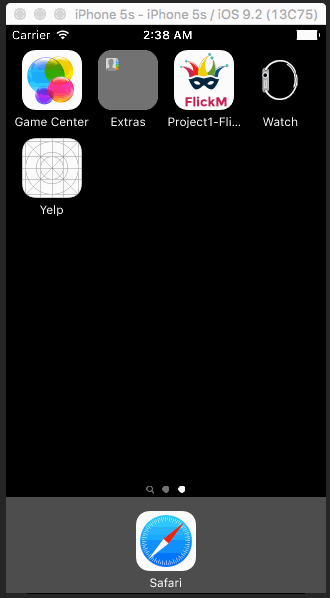 iPhone 5s - iPhone 5s / iOS 9.2 (13C75)
Carrier 2:38 AM
FlickM
Game Center Extras Project1-Fli... Watch
Yelp
Safari